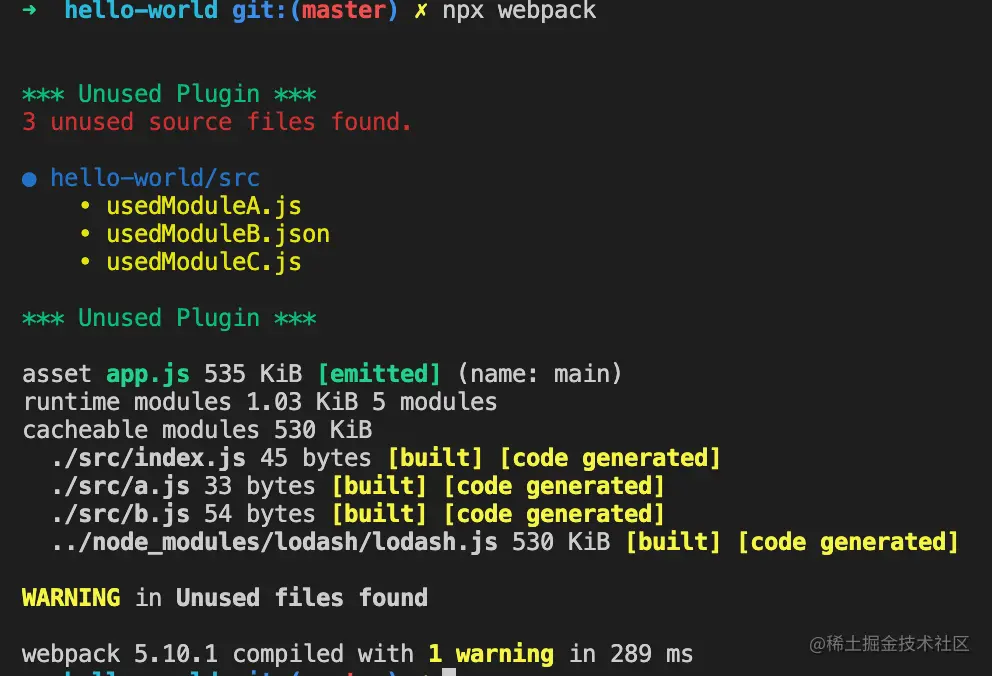 → hello-world git:(master) ✗ npx webpack
*** Unused Plugin ***
3 unused source files found.
● hello-world/src
• usedModuleA.js
• usedModuleB.json
• usedModuleC.js
*** Unused Plugin ***
asset app.js 535 KiB [emitted] (name: main)
runtime modules 1.03 KiB 5 modules
cacheable modules 530 KiB
./src/index.js 45 bytes [built] [code generated]
./src/a.js 33 bytes [built] [code generated]
./src/b.js 54 bytes [built] [code generated]
../node_modules/lodash/lodash.js 530 KiB [built] [code generated]
WARNING in Unused files found
webpack 5.10.1 compiled with 1 warning in 289 ms
@稀土掘金技术社区